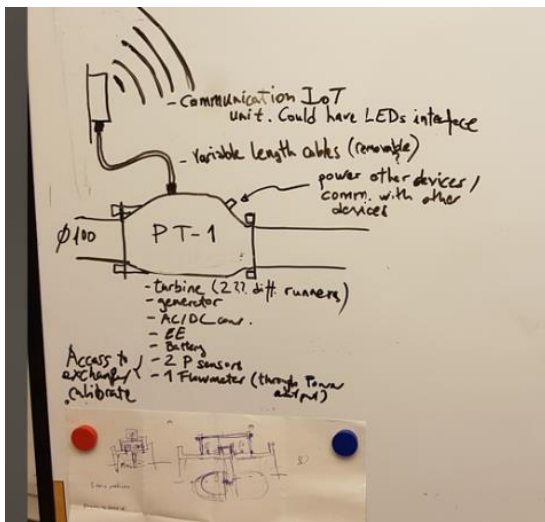 - Communication IoT
unit. Could have LEDs interface
- Variable length cables (removable)
?
power other devices /
comm. with other
devices
Ø100
PT-1
- turbine (2??. diff. runners)
- generator
- AC/DC conv.
- EE
- Battery
- 2 P sensors
- 1 Flowmeter (through Power
output)
Access to
exchange/
calibrate